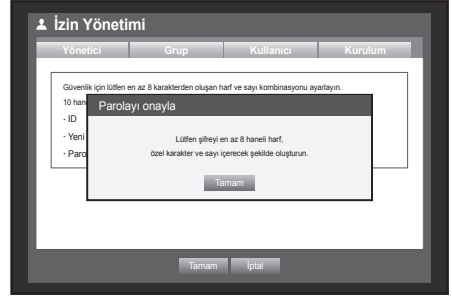 İzin Yönetimi
Yönetici Grup Kullanıcı Kurulum
Güvenlik için lütfen en az 8 karakterden oluşan harf ve sayı kombinasyonu ayarlayın.
10
Parolayı onayla
· ID
· Yeni
Lütfen şifreyi en az 8 haneli harf,
özel karakter ve sayı içerecek şekilde oluşturun.
Tamam
Tamam İptal